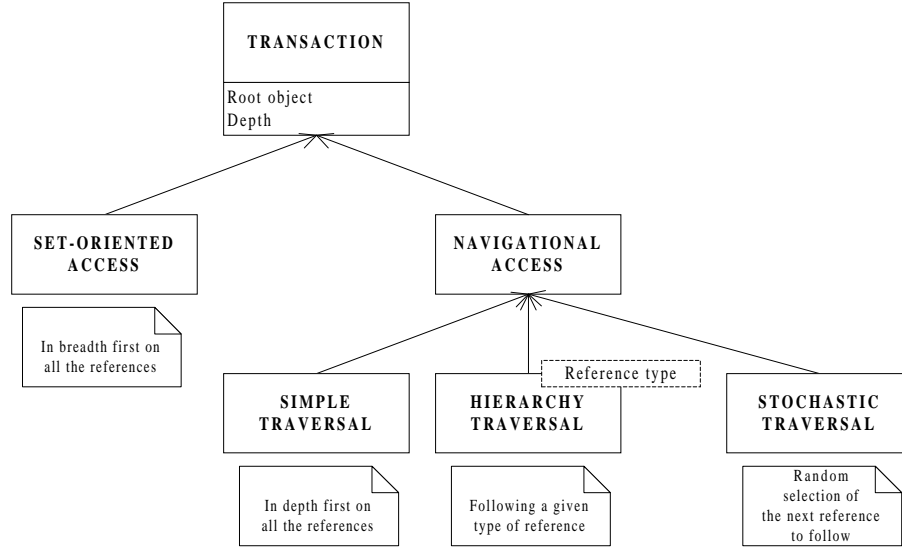 TRANSACTION
Root object
Depth
SET-ORIENTED
ACCESS
NAVIGATIONAL
ACCESS
In breadth first on
all the references
Reference type
SIMPLE
TRAVERSAL
HIERARCHY
TRAVERSAL
STOCHASTIC
TRAVERSAL
In depth first on
all the references
Following a given
type of reference
Random
selection of
the next reference
to follow